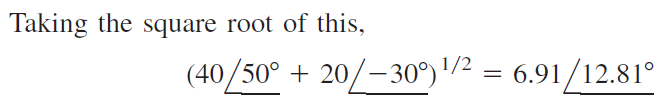 Taking the square root of this,
(40/50° + 20/−30°)^1/2 = 6.91/12.81°